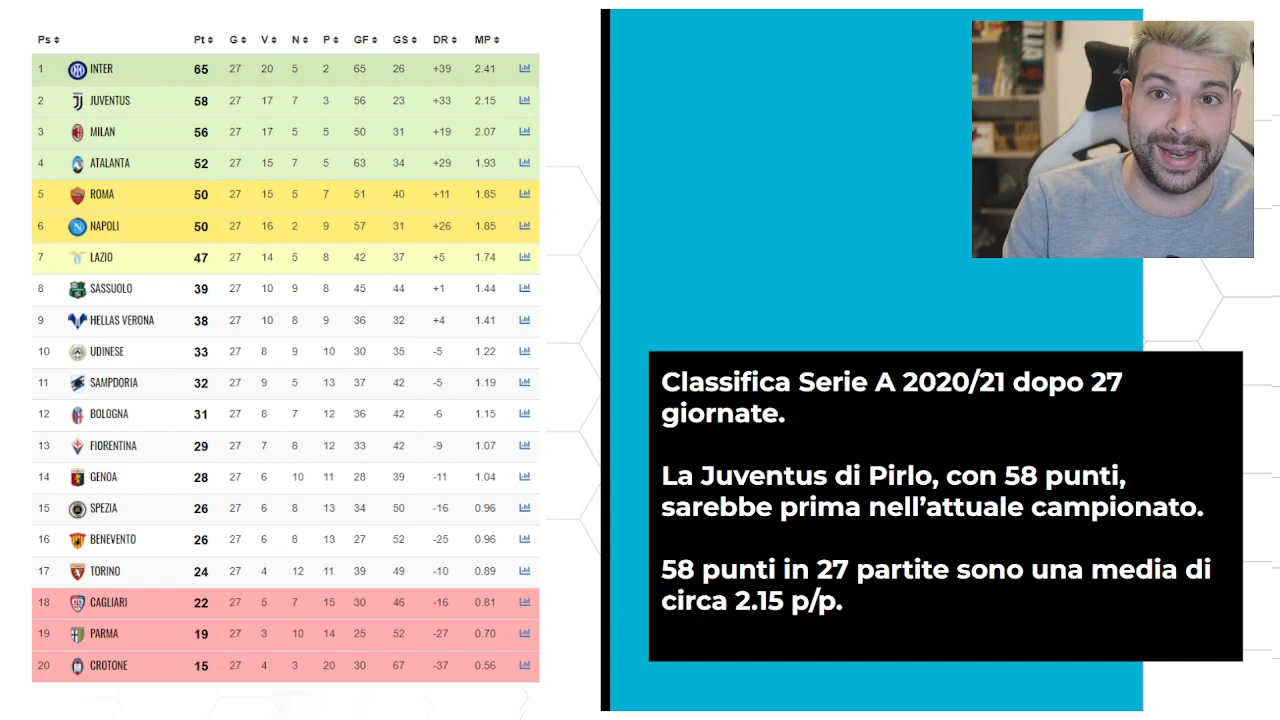 Ps Pt G V N P GF GS DR MP
1 INTER 65 27 20 5 2 65 26 +39 2.41
2 JUVENTUS 58 27 17 7 3 56 23 +33 2.15
3 MILAN 56 27 17 5 5 50 31 +19 2.07
4 ATALANTA 52 27 15 7 5 63 34 +29 1.93
5 ROMA 50 27 15 5 7 51 40 +11 1.85
6 NAPOLI 50 27 16 2 9 57 31 +26 1.85
7 LAZIO 47 27 14 5 8 42 37 +5 1.74
8 SASSUOLO 39 27 10 9 8 45 44 +1 1.44
9 HELLAS VERONA 38 27 10 8 9 36 32 +4 1.41
10 UDINESE 33 27 8 9 10 30 35 -5 1.22
11 SAMPDORIA 32 27 9 5 13 37 42 -5 1.19
12 BOLOGNA 31 27 8 7 12 36 42 -6 1.15
13 FIORENTINA 29 27 7 8 12 33 42 -9 1.07
14 GENOA 28 27 6 10 11 28 39 -11 1.04
15 SPEZIA 26 27 6 8 13 34 50 -16 0.96
16 BENEVENTO 26 27 6 8 13 27 52 -25 0.96
17 TORINO 24 27 4 12 11 39 49 -10 0.89
18 CAGLIARI 22 27 5 7 15 30 46 -16 0.81
19 PARMA 19 27 3 10 14 25 52 -27 0.70
20 CROTONE 15 27 4 3 20 30 67 -37 0.56
Classifica Serie A 2020/21 dopo 27
giornate.
La Juventus di Pirlo, con 58 punti,
sarebbe prima nell’attuale campionato.
58 punti in 27 partite sono una media di
circa 2.15 p/p.